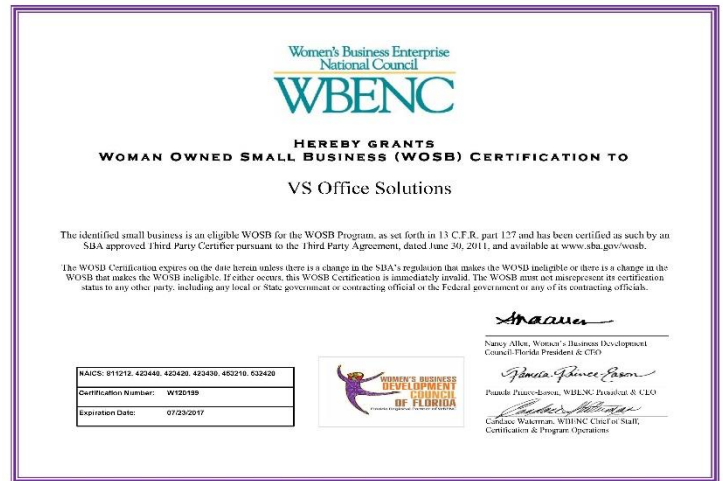 Women's Business Enterprise
National Council
WBENC
HEREBY GRANTS
WOMAN OWNED SMALL BUSINESS (WOSB) CERTIFICATION TO
VS Office Solutions
The identified small business is an eligible WOSB for the WOSB Program, as set forth in 13 C.F.R. part 127 and has been certified as such by an
SBA approved Third Party Certifier pursuant to the Third Party Agreement, dated June 30, 2011, and available at www.sba.gov/wosb.
The WOSB Certification expires on the date herein unless there is a change in the SBA's regulation that makes the WOSB ineligible or there is a change in the
WOSB that makes the WOSB ineligible. If either occurs, this WOSB Certification is immediately invalid. The WOSB must not misrepresent its certification
status to any other party, including any local or State government or contracting official or the Federal government or any of its contracting officials.
Nancy Allen, Women's Business Development
Council-Florida President & CEO
NAICS: 811212, 423440, 423420, 423430, 453210, 532420
Certification Number: W120199
Expiration Date: 07/23/2017
WOMEN'S BUSINESS
DEVELOPMENT
COUNCIL
OF FLORIDA
Pamela Prince-Eason
Pamela Prince-Eason, WBENC President & CEO
Candace Waterman
Candace Waterman, WBENC Chief of Staff,
Certification & Program Operations